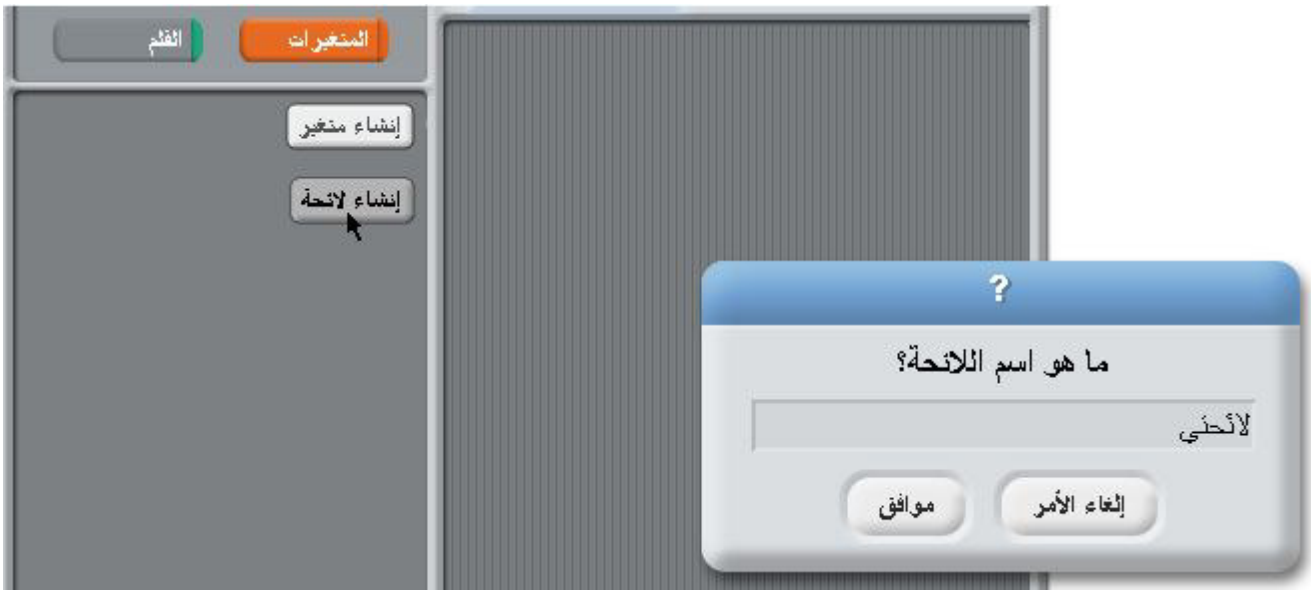 المتغيرات القلم
إنشاء متغير
إنشاء لائحة
?
ما هو اسم اللائحة؟
لائحتي
إلغاء الأمر موافق